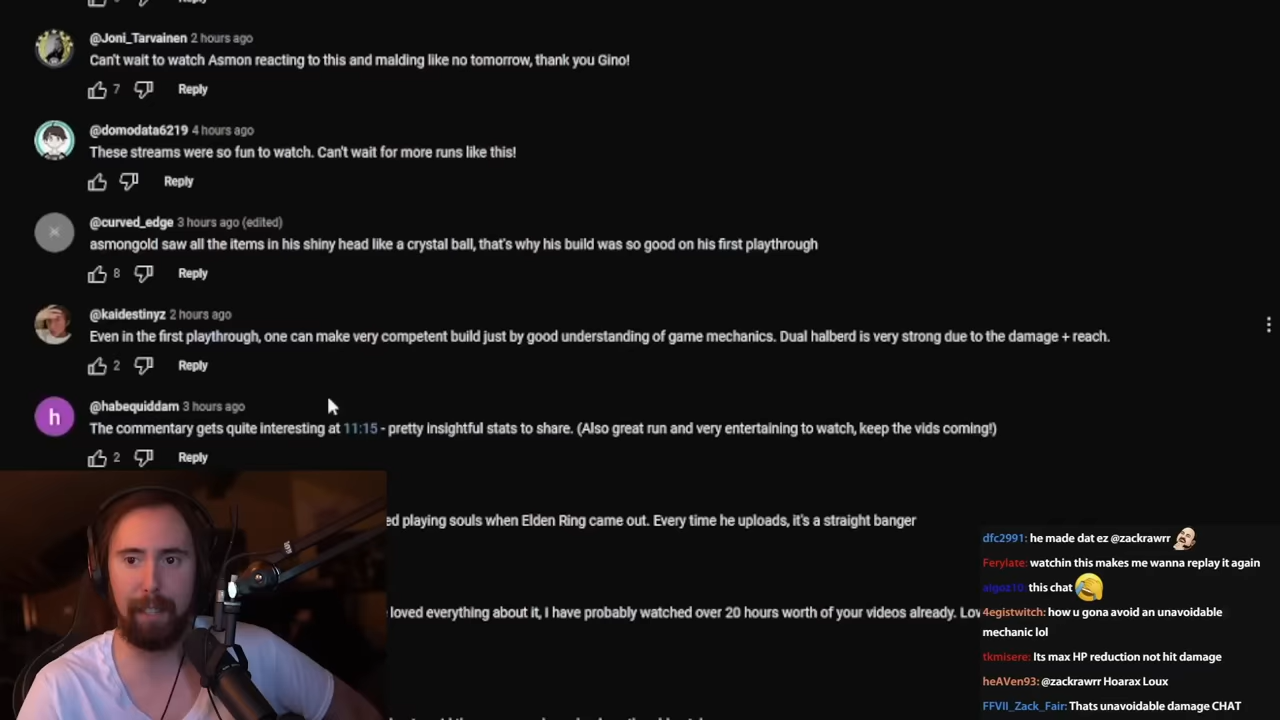 Reply
@Joni_Tarvainen 2 hours ago
Can't wait to watch Asmon reacting to this and malding like no tomorrow, thank you Gino!
7 Reply
@domodata6219 4 hours ago
These streams were so fun to watch. Can't wait for more runs like this!
Reply
@curved_edge 3 hours ago (edited)
asmongold saw all the items in his shiny head like a crystal ball, that's why his build was so good on his first playthrough
8 Reply
@kaidestinyz 2 hours ago
Even in the first playthrough, one can make very competent build just by good understanding of game mechanics. Dual halberd is very strong due to the damage + reach.
2 Reply
h
@habequiddam 3 hours ago
The commentary gets quite interesting at 11:15 - pretty insightful stats to share. (Also great run and very entertaining to watch, keep the vids coming!)
2 Reply
ed playing souls when Elden Ring came out. Every time he uploads, it's a straight banger
loved everything about it, I have probably watched over 20 hours worth of your videos already.
dfc2991: he made dat ez @zackrawrr
Ferylate: watchin this makes me wanna replay it again
algoz10: this chat
4egistwitch: how u gona avoid an unavoidable
mechanic lol
tkmisere: Its max HP reduction not hit damage
heAVen93: @zackrawrr Hoarax Loux
FFVII_Zack_Fair: Thats unavoidable damage CHAT